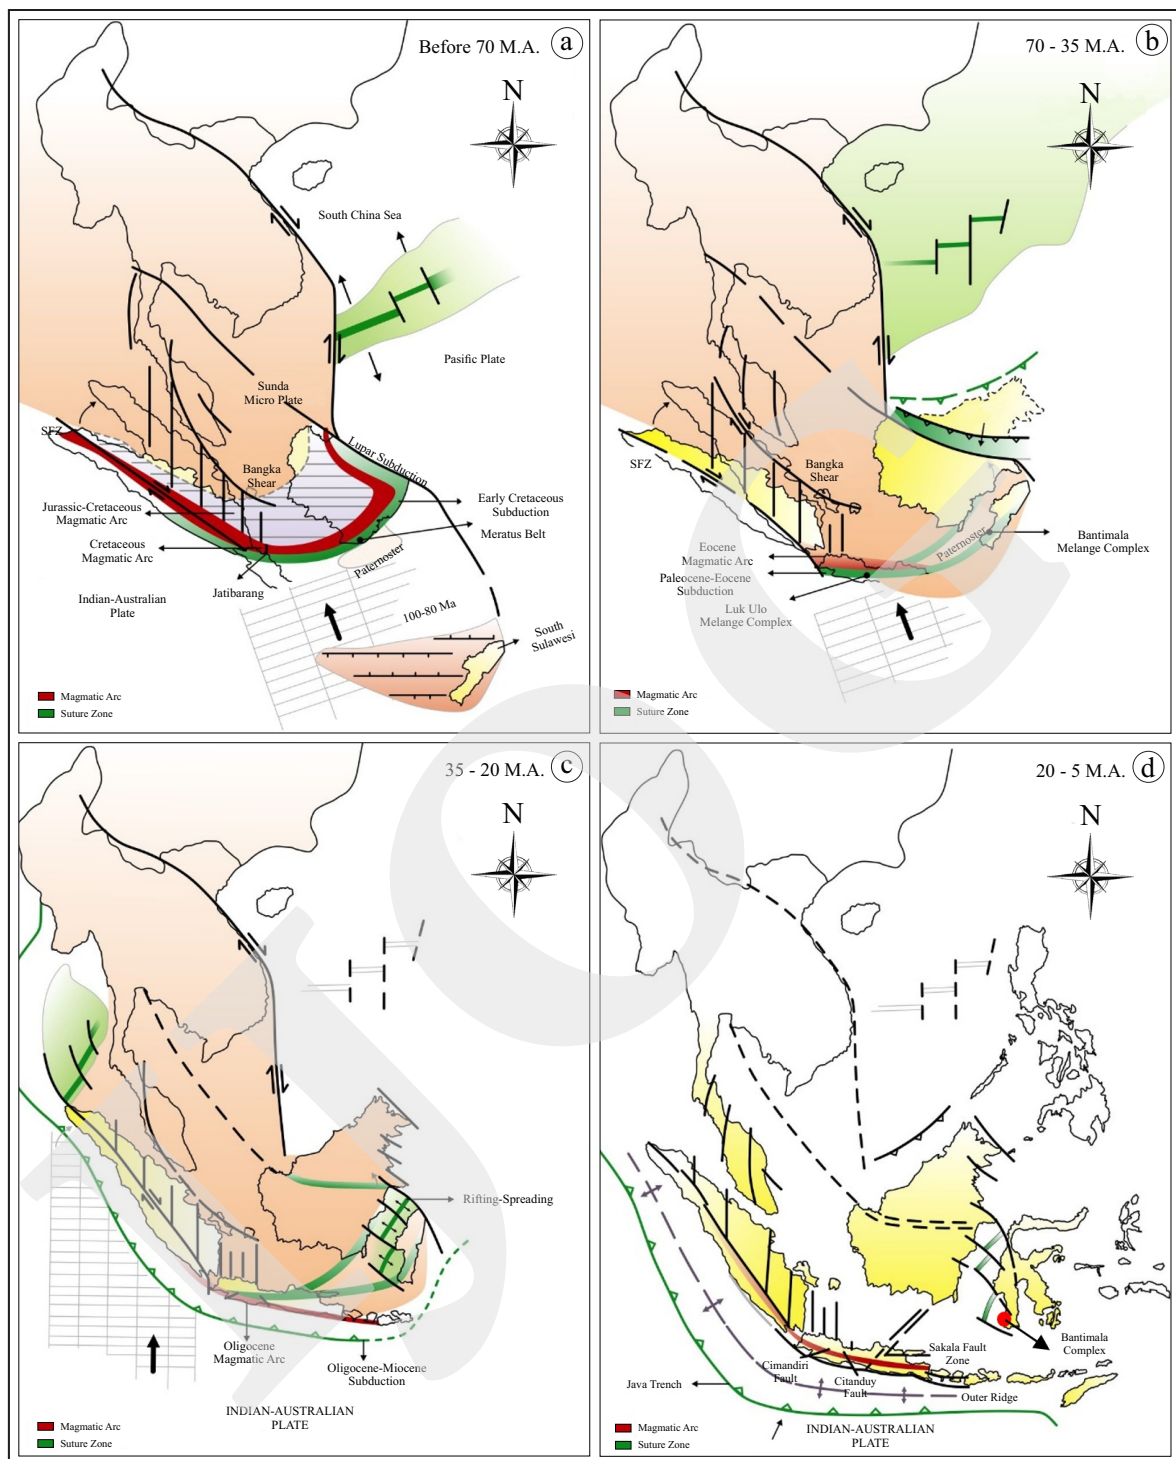 Before 70 M.A.
a
N
South China Sea
Pasific Plate
Sunda
Micro Plate
SFZ
Lupar Subduction
Bangka
Shear
Jurassic-Cretaceous
Magmatic Arc
Early Cretaceous
Subduction
Meratus Belt
Cretaceous
Magmatic Arc
Paternoster
Jatibarang
Indian-Australian
Plate
100-80 Ma
South
Sulawesi
Magmatic Arc
Suture Zone
70 - 35 M.A.
b
N
SFZ
Bangka
Shear
Eocene
Magmatic Arc
Paternoster
Bantimala
Melange Complex
Paleocene-Eocene
Subduction
Luk Ulo
Melange Complex
Magmatic Arc
Suture Zone
35 - 20 M.A.
c
N
Rifting-Spreading
Oligocene
Magmatic Arc
Oligocene-Miocene
Subduction
INDIAN-AUSTRALIAN
PLATE
Magmatic Arc
Suture Zone
20 - 5 M.A.
d
N
Sakala Fault
Zone
Bantimala
Complex
Cimandiri
Fault
Citanduy
Fault
Java Trench
Outer Ridge
INDIAN-AUSTRALIAN
PLATE
Magmatic Arc
Suture Zone